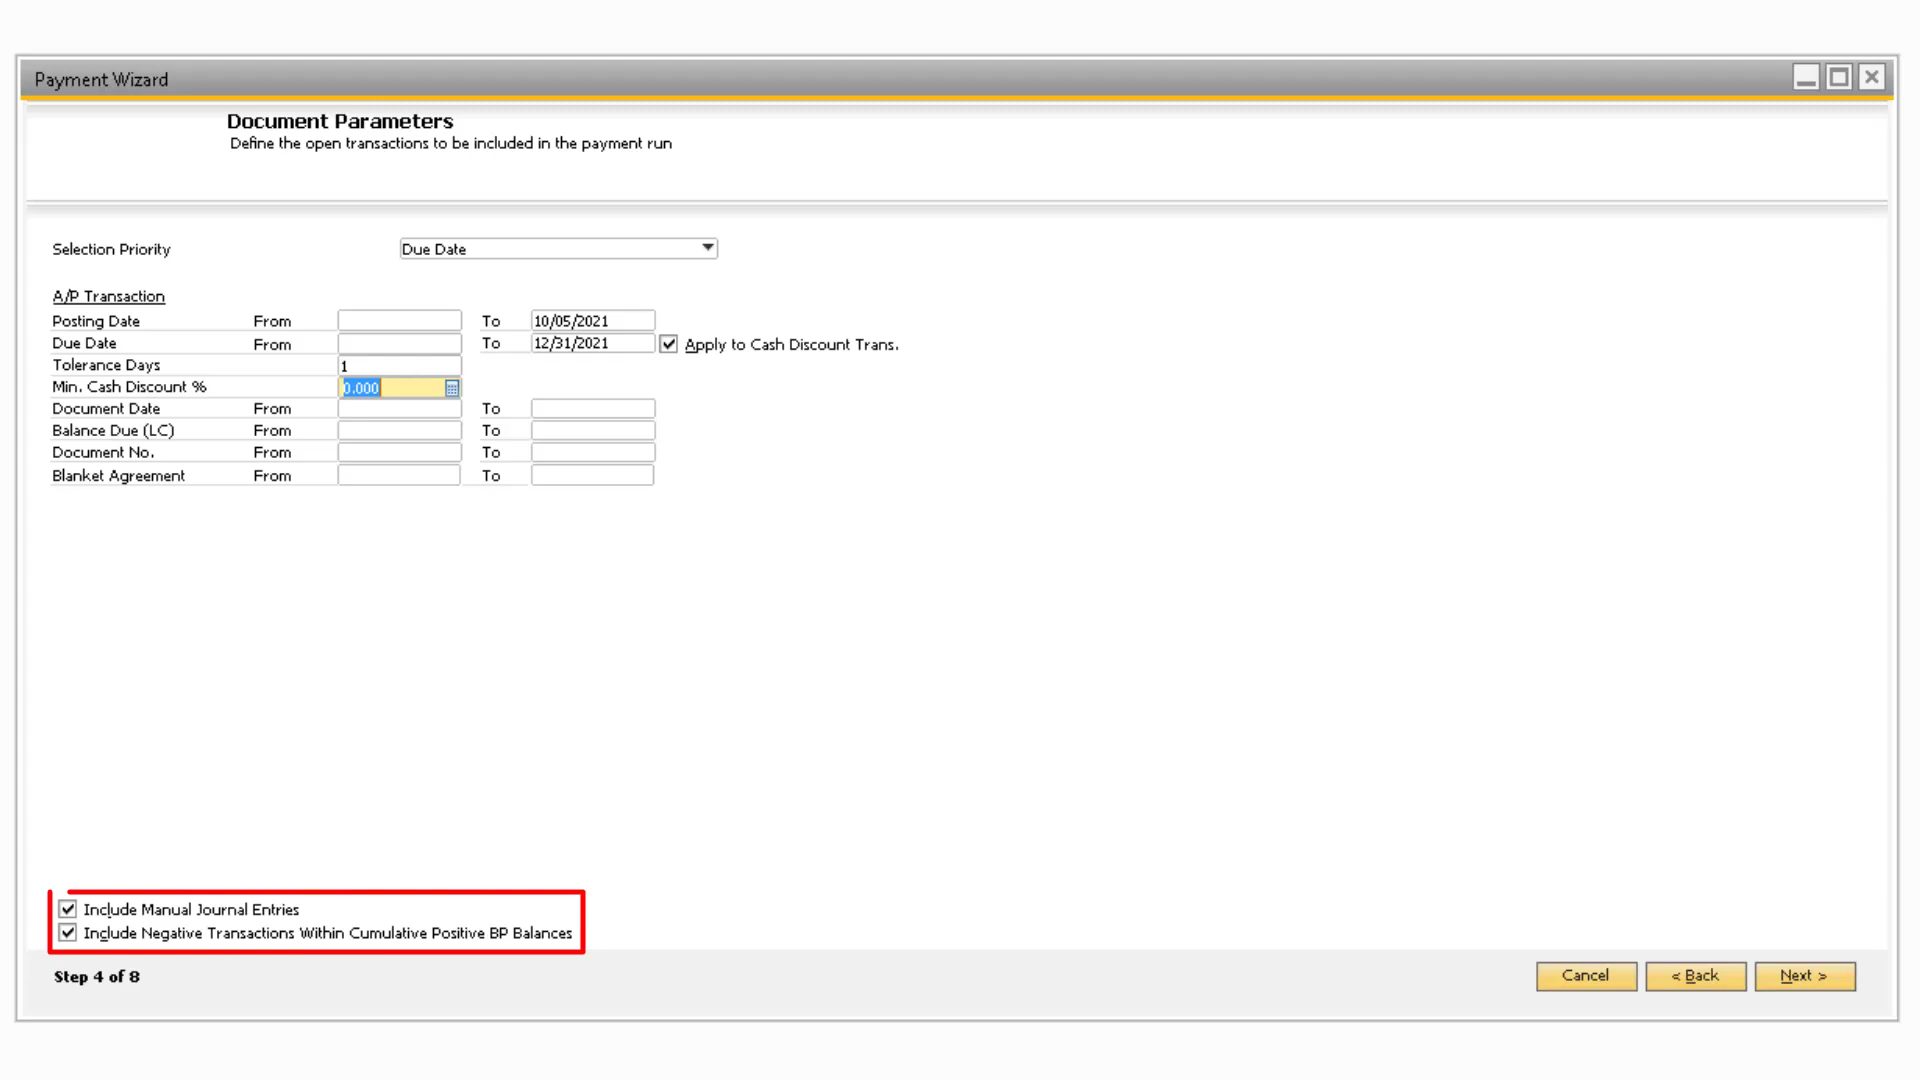 Payment Wizard
Document Parameters
Define the open transactions to be included in the payment run
Selection Priority Due Date
A/P Transaction
Posting Date From To 10/05/2021
Due Date From To 12/31/2021 Apply to Cash Discount Trans.
Tolerance Days 1
Min. Cash Discount % 0.000
Document Date From To
Balance Due (LC) From To
Document No. From To
Blanket Agreement From To
Include Manual Journal Entries
Include Negative Transactions Within Cumulative Positive BP Balances
Step 4 of 8 Cancel < Back Next >